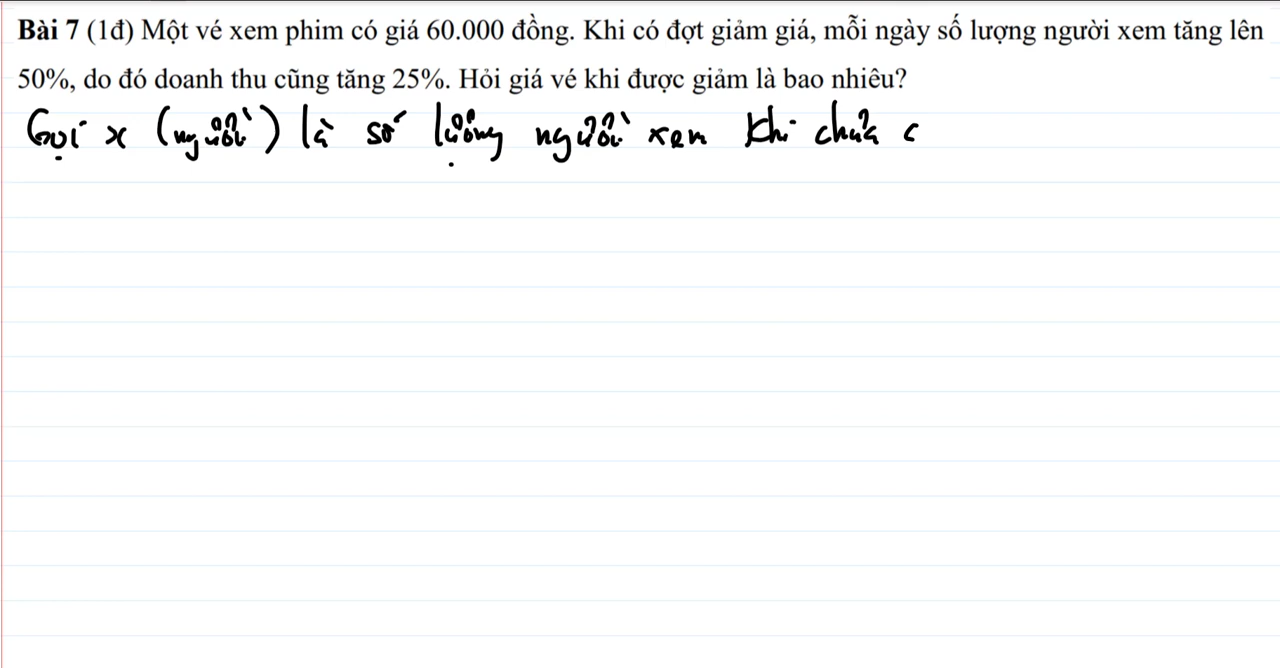 Bài 7 (1đ) Một vé xem phim có giá 60.000 đồng. Khi có đợt giảm giá, mỗi ngày số lượng người xem tăng lên
50%, do đó doanh thu cũng tăng 25%. Hỏi giá vé khi được giảm là bao nhiêu?
Gọi x (người) là số lượng người xem khi chưa c